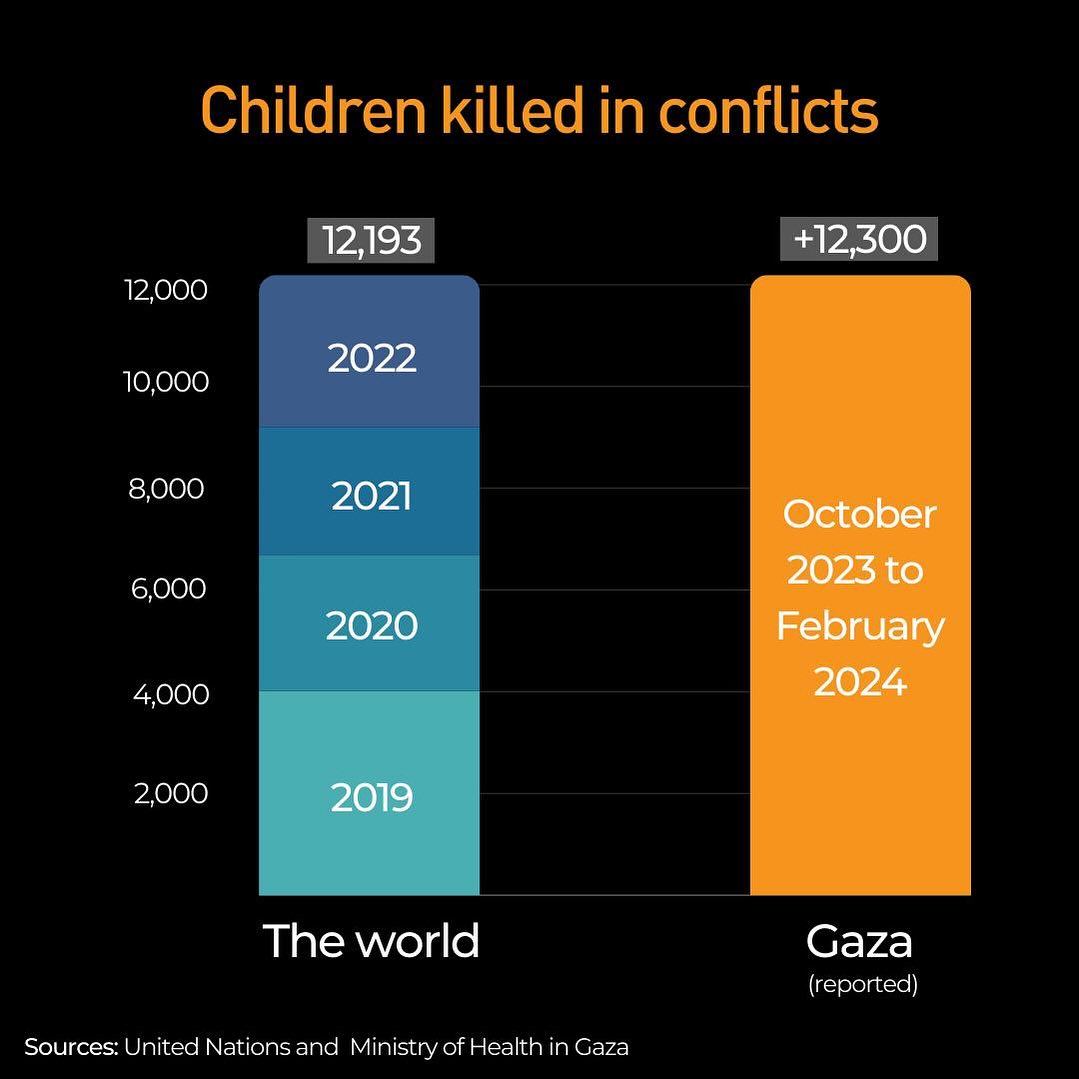 Children killed in conflicts
12,193
+12,300
12,000
10,000
8,000
6,000
4,000
2,000
2022
2021
2020
2019
October
2023 to
February
2024
The world
Gaza
(reported)
Sources: United Nations and Ministry of Health in Gaza